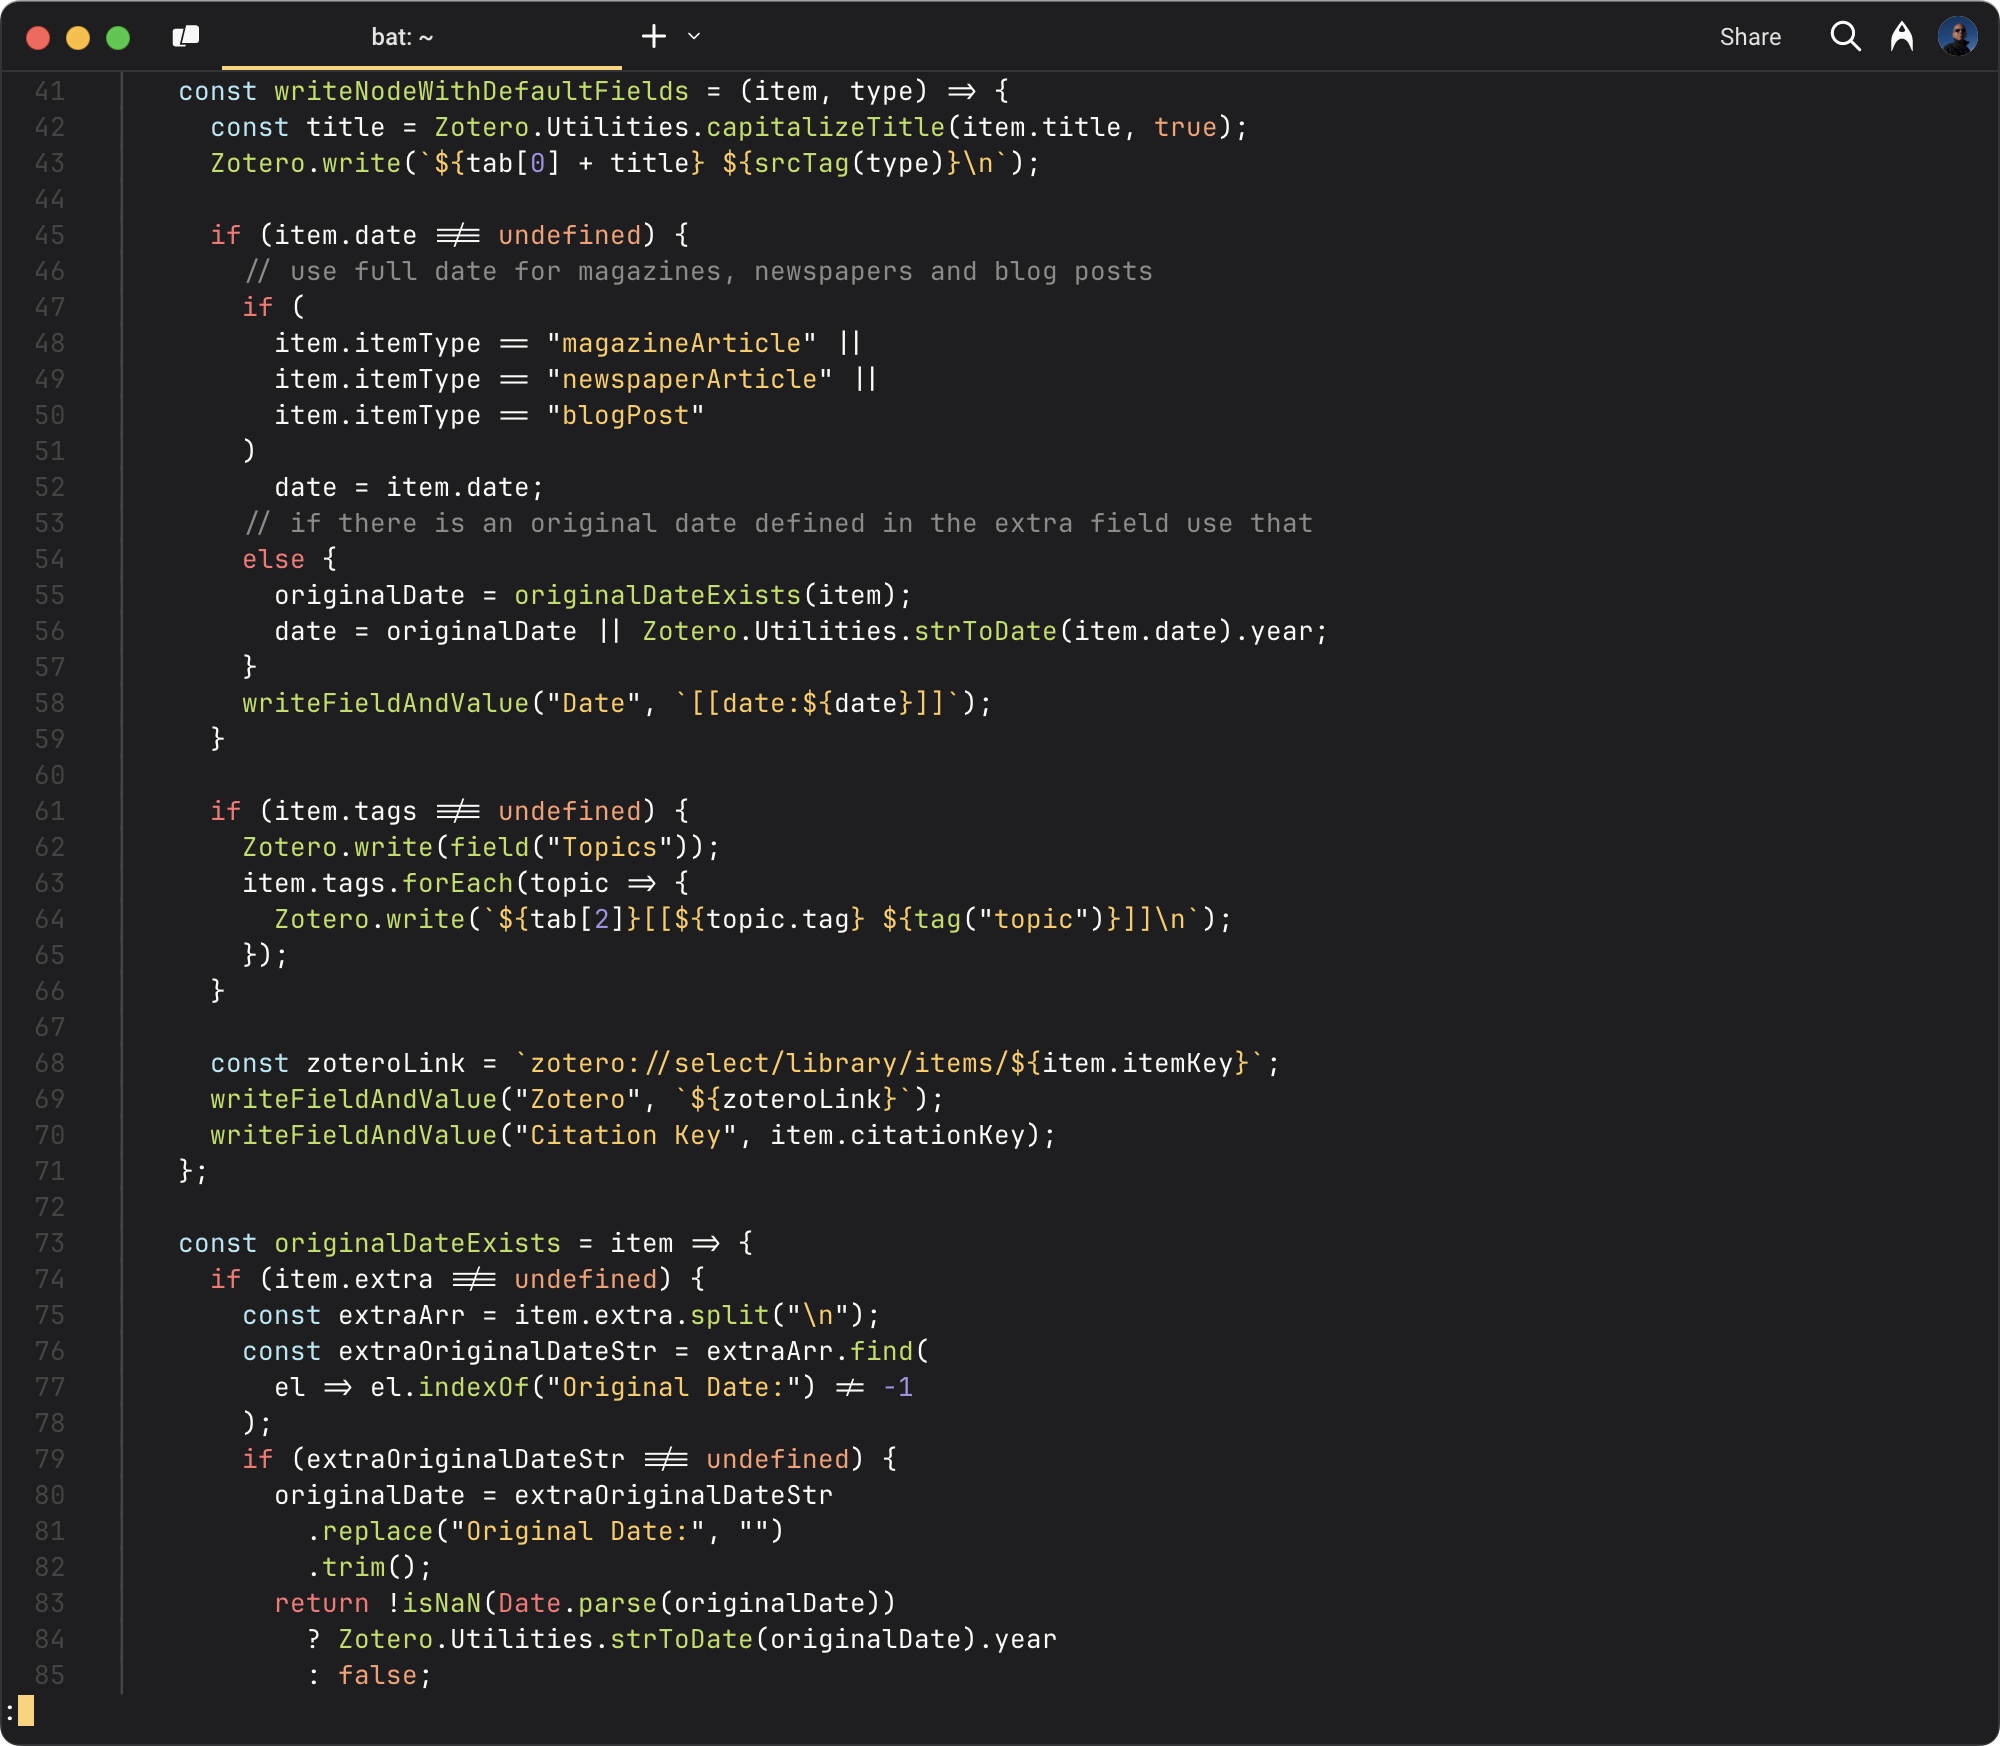 bat: ~
Share
41 const writeNodeWithDefaultFields = (item, type) => {
42 const title = Zotero.Utilities.capitalizeTitle(item.title, true);
43 Zotero.write(`${tab[0] + title} ${srcTag(type)}\n`);
44
45 if (item.date !== undefined) {
46 // use full date for magazines, newspapers and blog posts
47 if (
48 item.itemType == "magazineArticle" ||
49 item.itemType == "newspaperArticle" ||
50 item.itemType == "blogPost"
51 )
52 date = item.date;
53 // if there is an original date defined in the extra field use that
54 else {
55 originalDate = originalDateExists(item);
56 date = originalDate || Zotero.Utilities.strToDate(item.date).year;
57 }
58 writeFieldAndValue("Date", `[[date:${date}]]`);
59 }
60
61 if (item.tags !== undefined) {
62 Zotero.write(field("Topics"));
63 item.tags.forEach(topic => {
64 Zotero.write(`${tab[2]}[[${topic.tag} ${tag("topic")}]]\n`);
65 });
66 }
67
68 const zoteroLink = `zotero://select/library/items/${item.itemKey}`;
69 writeFieldAndValue("Zotero", `${zoteroLink}`);
70 writeFieldAndValue("Citation Key", item.citationKey);
71 };
72
73 const originalDateExists = item => {
74 if (item.extra !== undefined) {
75 const extraArr = item.extra.split("\n");
76 const extraOriginalDateStr = extraArr.find(
77 el => el.indexOf("Original Date:") != -1
78 );
79 if (extraOriginalDateStr !== undefined) {
80 originalDate = extraOriginalDateStr
81 .replace("Original Date:", "")
82 .trim();
83 return !isNaN(Date.parse(originalDate))
84 ? Zotero.Utilities.strToDate(originalDate).year
85 : false;
: